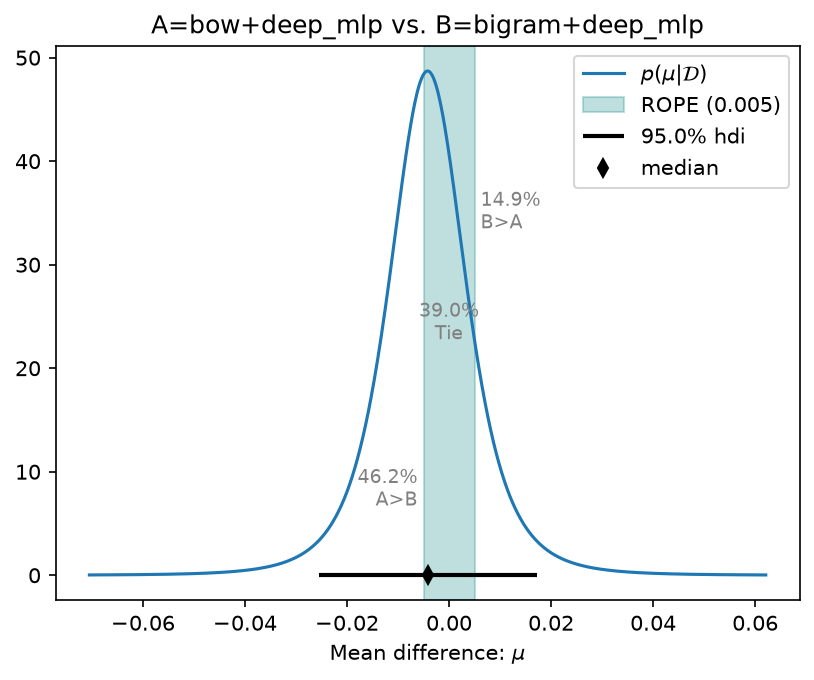 A=bow+deep_mlp vs. B=bigram+deep_mlp
50
40
30
20
10
0
p(μ|𝒟)
ROPE (0.005)
95.0% hdi
median
14.9%
B>A
39.0%
Tie
46.2%
A>B
−0.06
−0.04
−0.02
0.00
0.02
0.04
0.06
Mean difference: μ